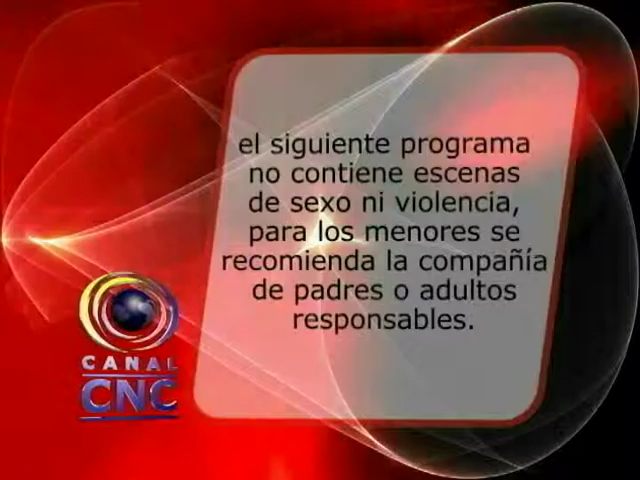 el siguiente programa
no contiene escenas
de sexo ni violencia,
para los menores se
recomienda la compañía
de padres o adultos
responsables.
CANAL
CNC